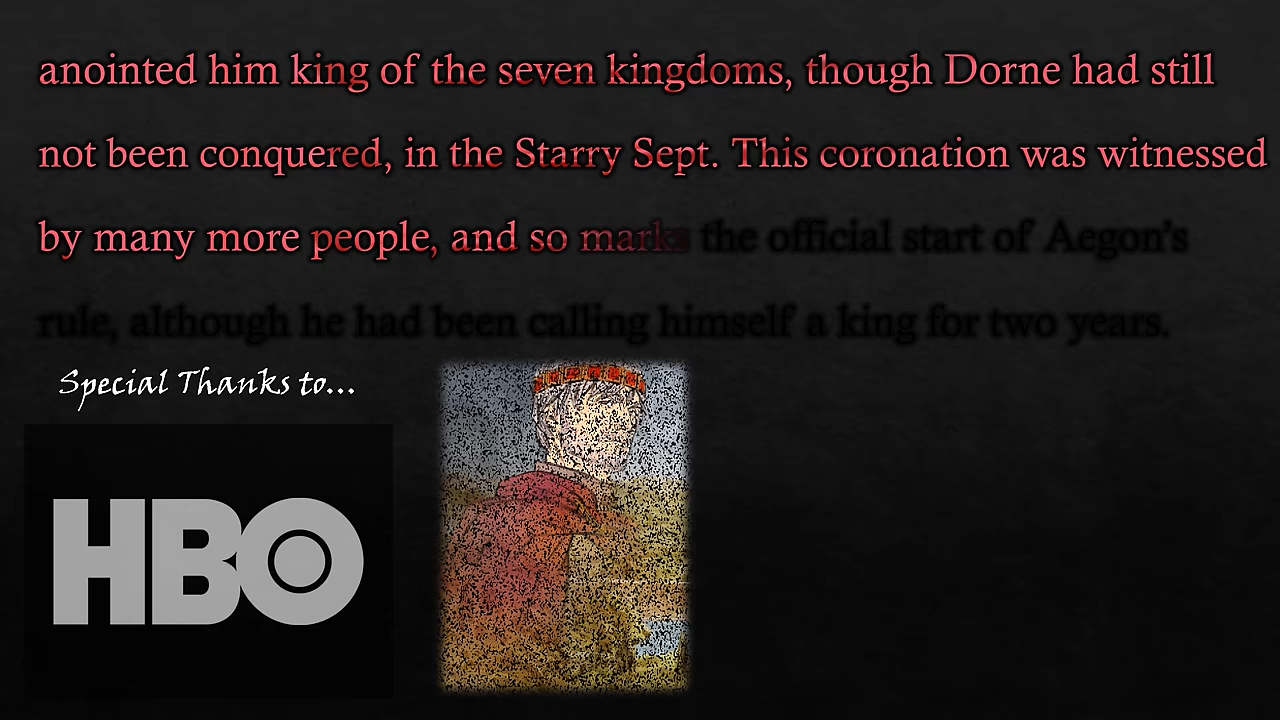 anointed him king of the seven kingdoms, though Dorne had still
not been conquered, in the Starry Sept. This coronation was witnessed
by many more people, and so marks the official start of Aegon's
rule, although he had been calling himself a king for two years.
Special Thanks to...
HBO